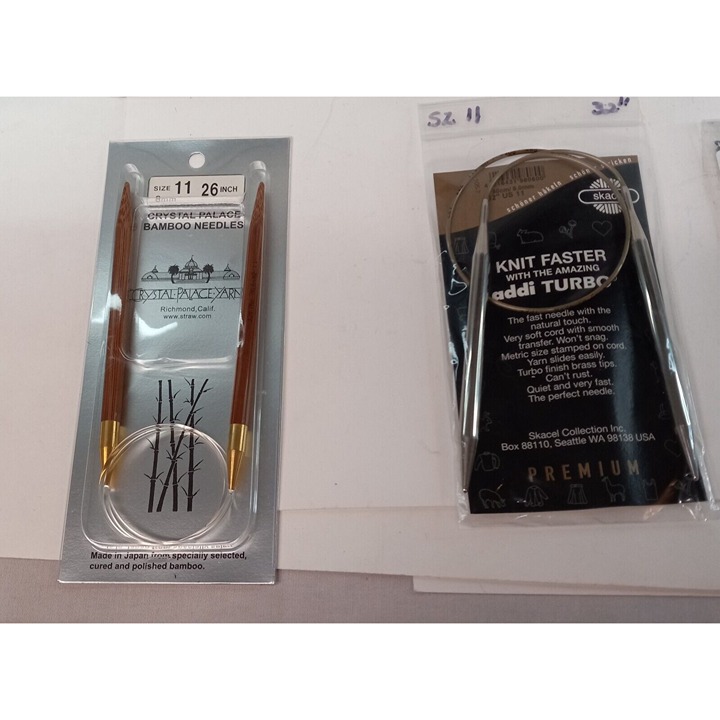 SIZE 11 26 INCH
CRYSTAL PALACE
BAMBOO NEEDLES
CRYSTAL PALACE YARN
Richmond, Calif.
www.straw.com
Made in Japan from specially selected,
cured and polished bamboo.
SZ 11 32"
skacel
KNIT FASTER
WITH THE AMAZING
addi TURBO
The fast needle with the
natural touch.
Very soft cord with smooth
transfer. Won't snag.
Metric size stamped on cord.
Yarn slides easily.
Turbo finish brass tips.
Can't rust.
Quiet and very fast.
The perfect needle.
Skacel Collection Inc.
Box 88110, Seattle WA 98138 USA
PREMIUM